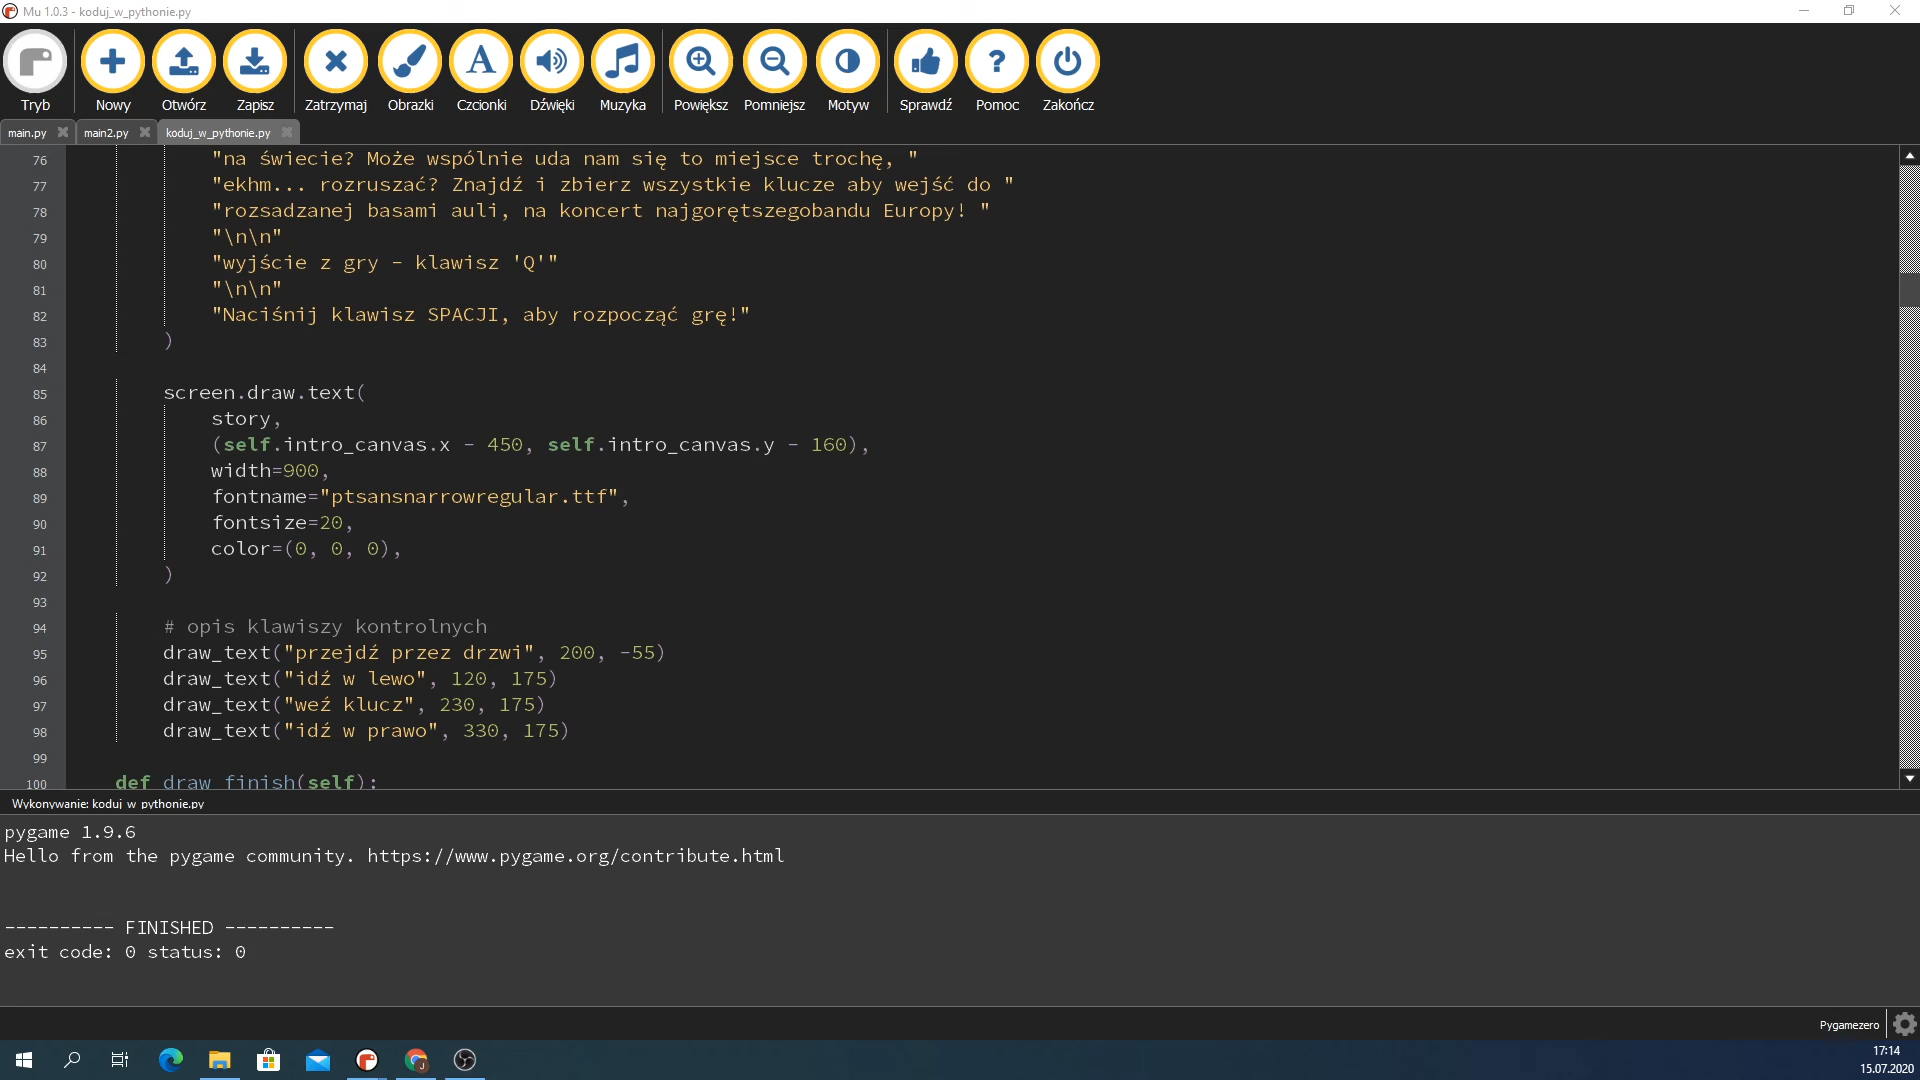 Mu 1.0.3 - koduj_w_pythonie.py
Tryb Nowy Otwórz Zapisz Zatrzymaj Obrazki Czcionki Dźwięki Muzyka Powiększ Pomniejsz Motyw Sprawdź Pomoc Zakończ
main.py main2.py koduj_w_pythonie.py
76 "na świecie? Może wspólnie uda nam się to miejsce trochę, "
77 "ekhm... rozruszać? Znajdź i zbierz wszystkie klucze aby wejść do "
78 "rozsadzanej basami auli, na koncert najgorętszegobandu Europy! "
79 "\n\n"
80 "wyjście z gry - klawisz 'Q'"
81 "\n\n"
82 "Naciśnij klawisz SPACJI, aby rozpocząć grę!"
83 )
84
85 screen.draw.text(
86 story,
87 (self.intro_canvas.x - 450, self.intro_canvas.y - 160),
88 width=900,
89 fontname="ptsansnarrowregular.ttf",
90 fontsize=20,
91 color=(0, 0, 0),
92 )
93
94 # opis klawiszy kontrolnych
95 draw_text("przejdź przez drzwi", 200, -55)
96 draw_text("idź w lewo", 120, 175)
97 draw_text("weź klucz", 230, 175)
98 draw_text("idź w prawo", 330, 175)
99
100 def draw_finish(self):
Wykonywanie: koduj_w_pythonie.py
pygame 1.9.6
Hello from the pygame community. https://www.pygame.org/contribute.html
---------- FINISHED ----------
exit code: 0 status: 0
Pygamezero
17:14
15.07.2020